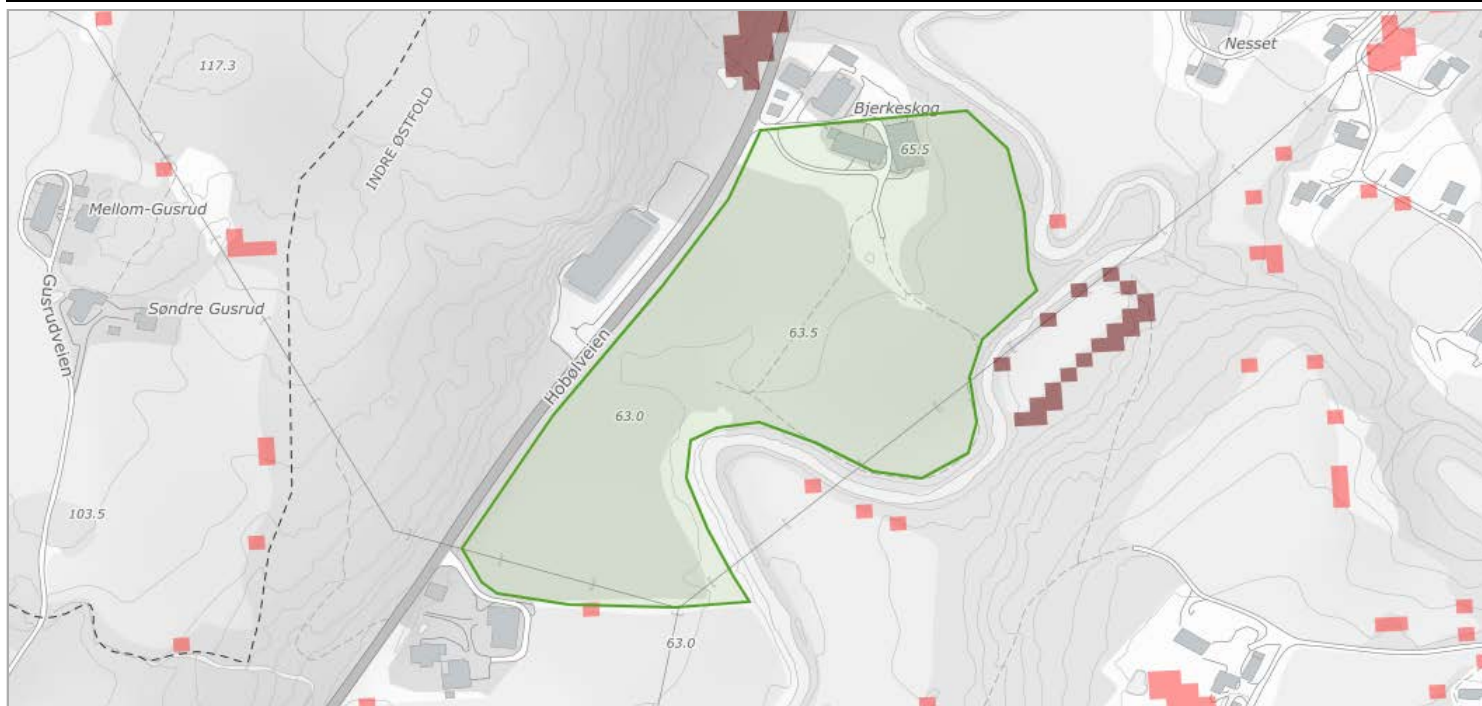 Nesset
117.3
INDRE ØSTFOLD
Bjerkeskog
65.5
Mellom-Gusrud
Gusrudveien
Søndre Gusrud
63.5
Hobølveien
63.0
103.5
63.0